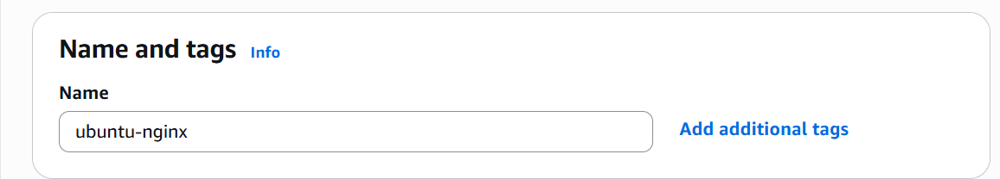 Name and tags Info
Name
ubuntu-nginx
Add additional tags